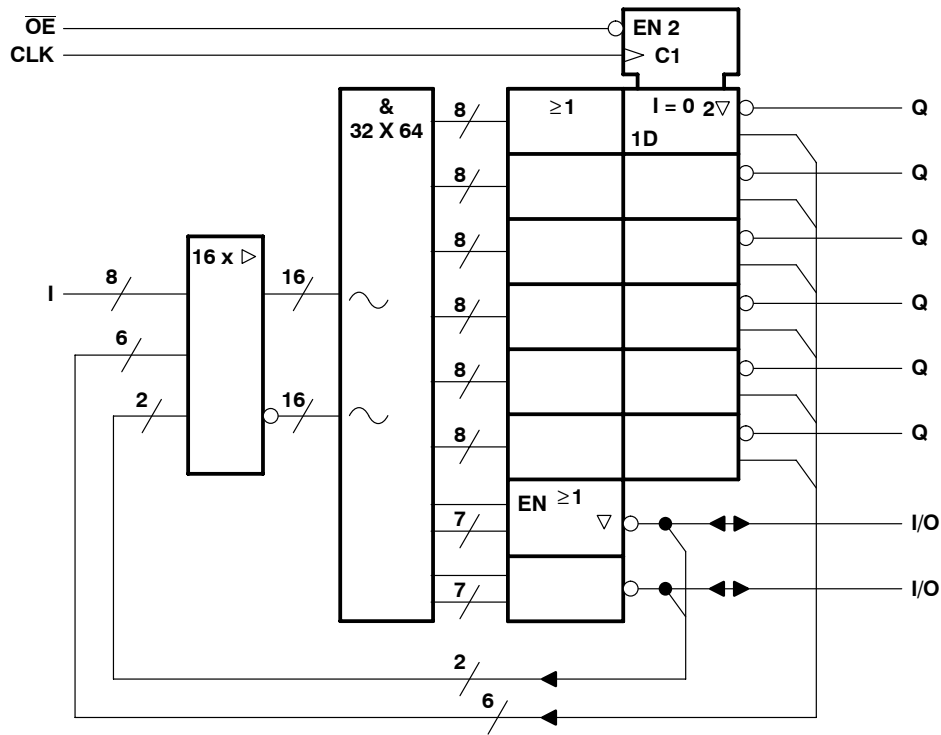 OE
EN 2
CLK
C1
&
32 X 64
8
≥1
I = 0 2▽
1D
Q
8
Q
8
Q
16 x ▷
I
8
16
8
Q
6
8
Q
2
16
8
Q
EN ≥1
▽
7
I/O
7
I/O
2
6